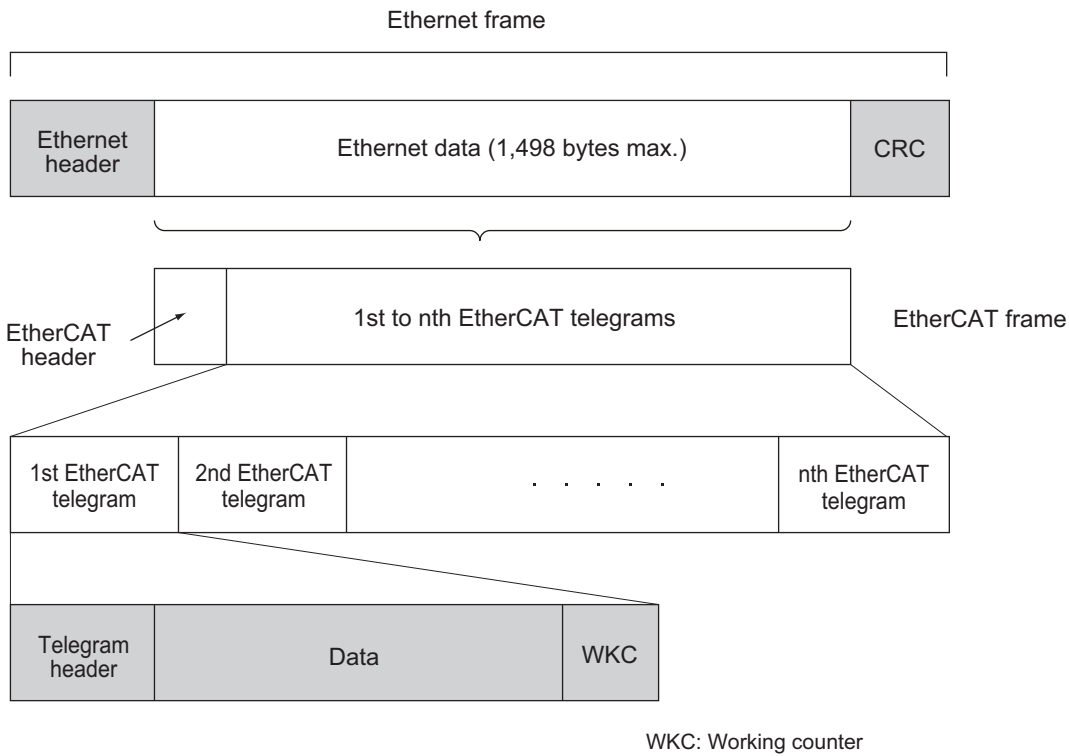 Ethernet frame
Ethernet
header
Ethernet data (1,498 bytes max.)
CRC
EtherCAT
header
1st to nth EtherCAT telegrams
EtherCAT frame
1st EtherCAT
telegram
2nd EtherCAT
telegram
. . . . .
nth EtherCAT
telegram
Telegram
header
Data
WKC
WKC: Working counter